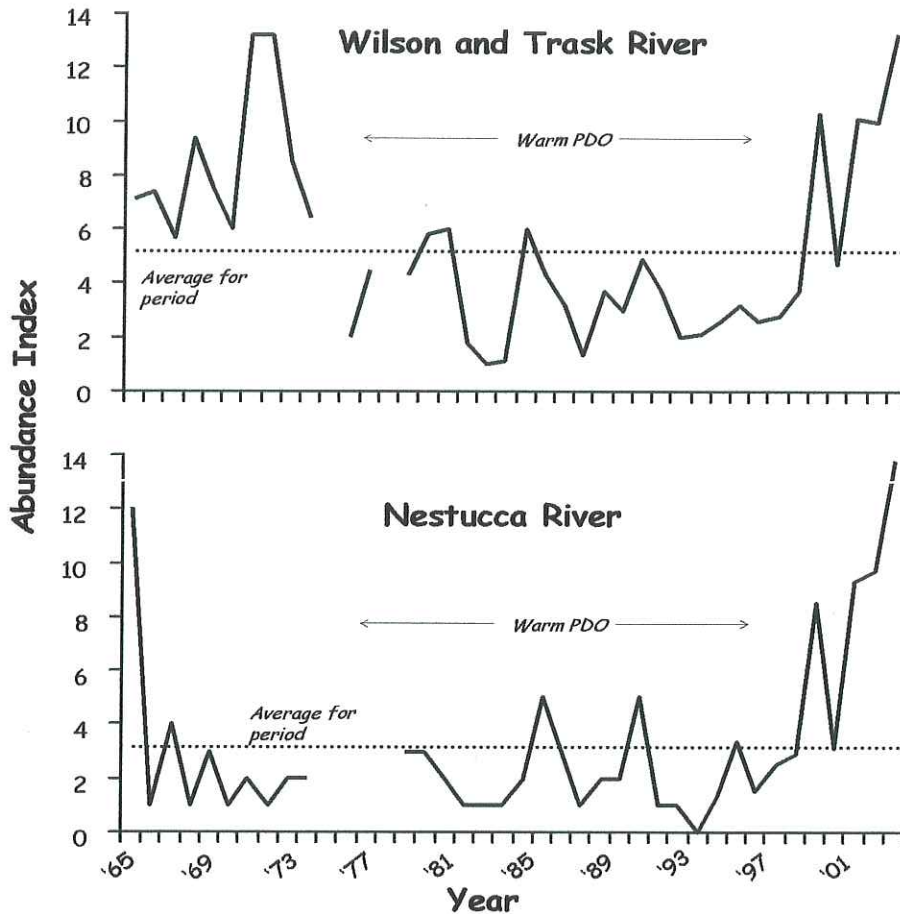 Wilson and Trask River
14
12
10
8
6
4
2
0
Warm PDO
Average for
period
Abundance Index
Nestucca River
14
12
10
8
6
4
2
0
Warm PDO
Average for
period
'65
'69
'73
'77
'81
'85
'89
'93
'97
'01
Year